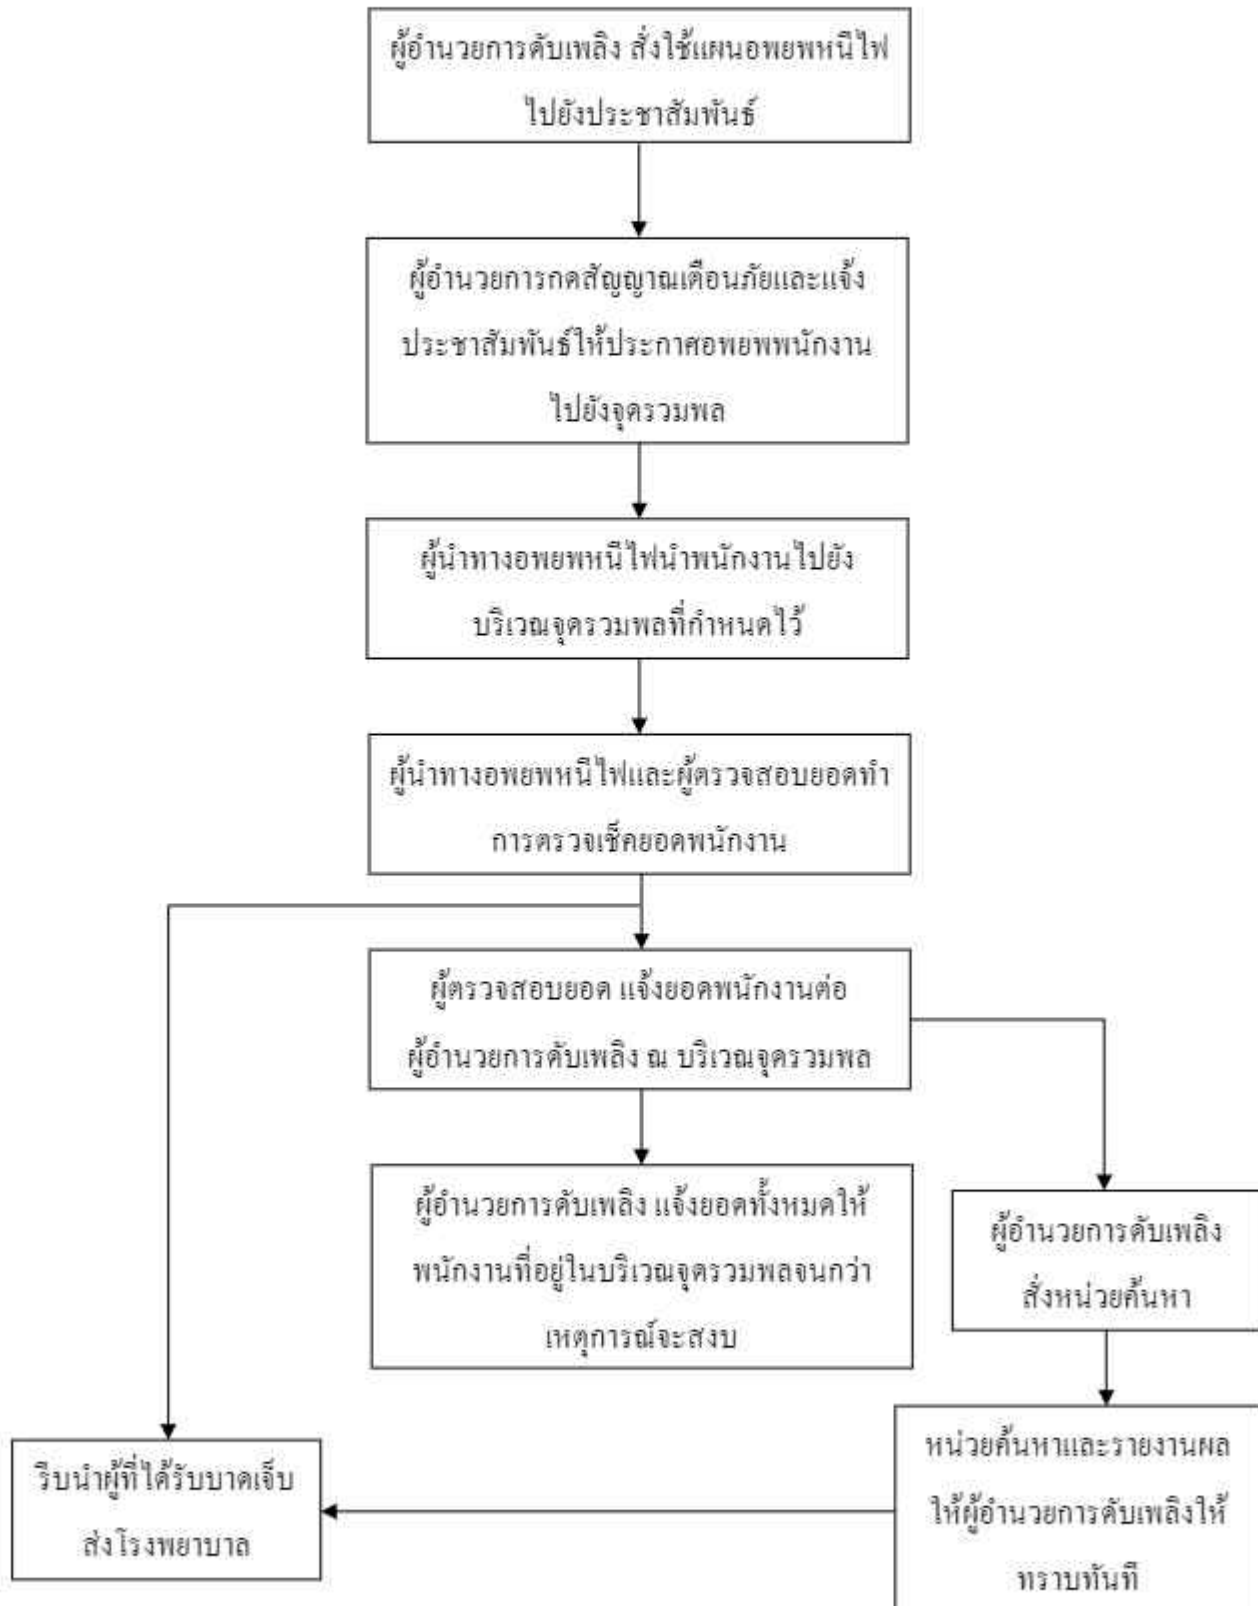 ผู้อำนวยการดับเพลิง สั่งใช้แผนอพยพหนีไฟ
ไปยังประชาสัมพันธ์
ผู้อำนวยการกดสัญญาณเตือนภัยและแจ้ง
ประชาสัมพันธ์ให้ประกาศอพยพพนักงาน
ไปยังจุดรวมพล
ผู้นำทางอพยพหนีไฟนำพนักงานไปยัง
บริเวณจุดรวมพลที่กำหนดไว้
ผู้นำทางอพยพหนีไฟและผู้ตรวจสอบยอดทำ
การตรวจเช็คยอดพนักงาน
ผู้ตรวจสอบยอด แจ้งยอดพนักงานต่อ
ผู้อำนวยการดับเพลิง ณ บริเวณจุดรวมพล
ผู้อำนวยการดับเพลิง แจ้งยอดทั้งหมดให้
พนักงานที่อยู่ในบริเวณจุดรวมพลจนกว่า
เหตุการณ์จะสงบ
ผู้อำนวยการดับเพลิง
สั่งหน่วยค้นหา
หน่วยค้นหาและรายงานผล
ให้ผู้อำนวยการดับเพลิงให้
ทราบทันที
รีบนำผู้ที่ได้รับบาดเจ็บ
ส่งโรงพยาบาล